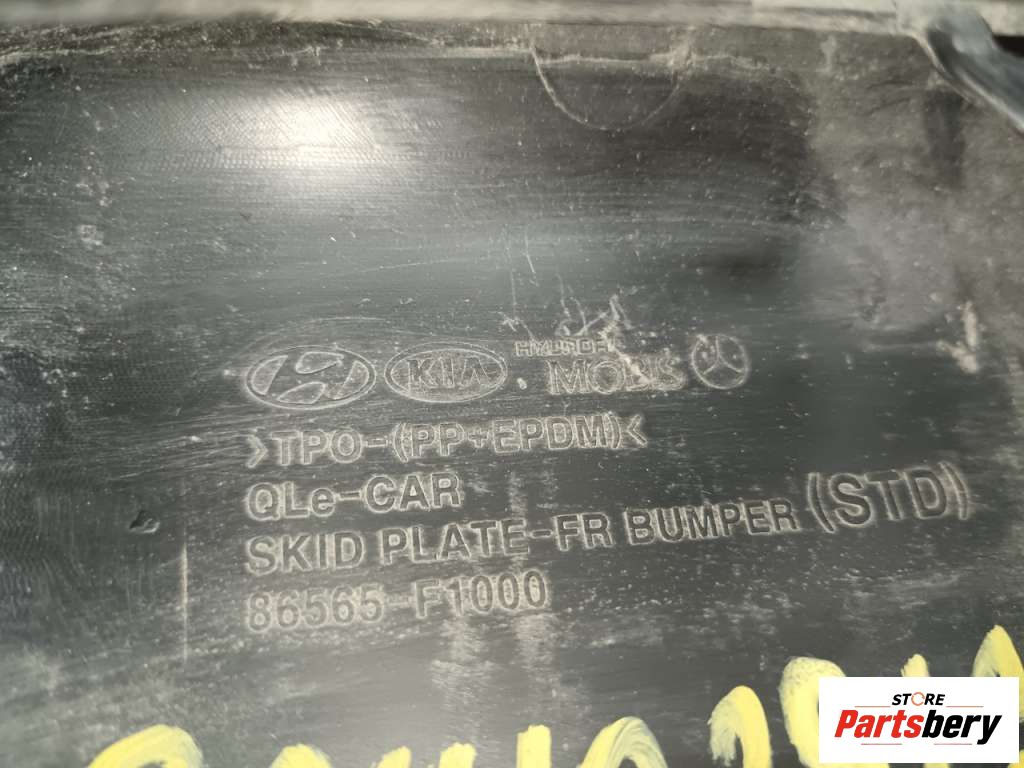 KIA
HYUNDAI
MOBIS
>TPO-(PP+EPDM)<
QLe-CAR
SKID PLATE-FR BUMPER (STD)
86565-F1000
STORE
Partsbery